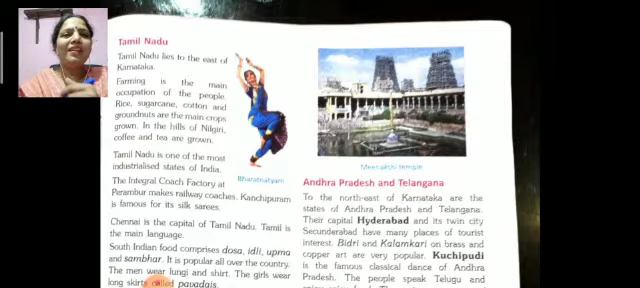 Tamil Nadu
Tamil Nadu lies to the east of
Karnataka.
Farming is the main
occupation of the people.
Rice, sugarcane, cotton and
groundnuts are the main crops
grown. In the hills of Nilgiri,
coffee and tea are grown.
Tamil Nadu is one of the most
industrialised states of India.
The Integral Coach Factory at
Perambur makes railway coaches. Kanchipuram
is famous for its silk sarees.
Chennai is the capital of Tamil Nadu. Tamil is
the main language.
South Indian food comprises dosa, idli, upma
and sambhar. It is popular all over the country.
The men wear lungi and shirt. The girls wear
long skirts called pavadais.
Bharatnatyam
Meenakshi temple
Andhra Pradesh and Telangana
To the north-east of Karnataka are the
states of Andhra Pradesh and Telangana.
Their capital Hyderabad and its twin city
Secunderabad have many places of tourist
interest. Bidri and Kalamkari on brass and
copper art are very popular. Kuchipudi
is the famous classical dance of Andhra
Pradesh. The people speak Telugu and